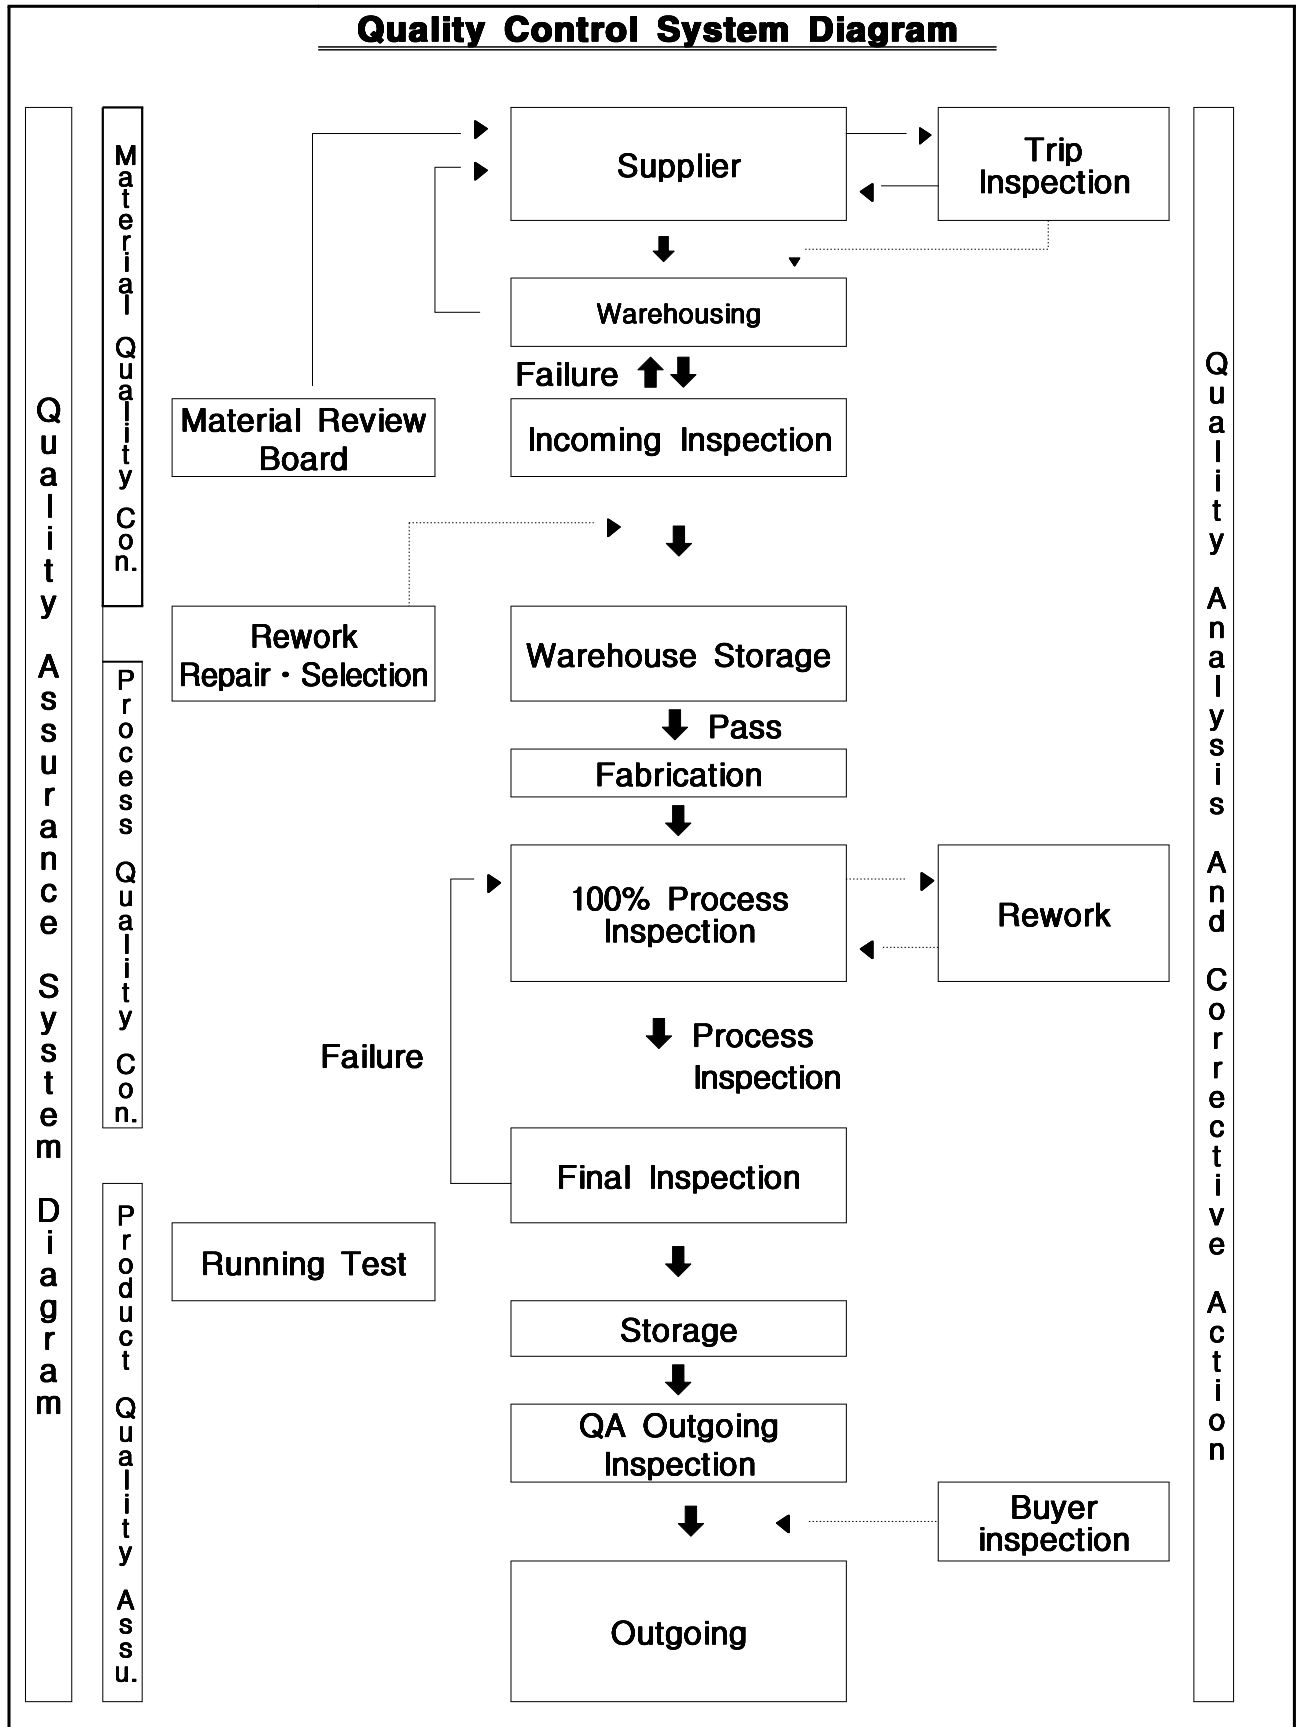 Quality Control System Diagram
Quality Assurance System Diagram
Material Quality Con.
Supplier
Trip
Inspection
Warehousing
Failure
Material Review
Board
Incoming Inspection
Rework
Repair · Selection
Warehouse Storage
Process Quality Con.
Pass
Fabrication
100% Process
Inspection
Rework
Process
Inspection
Failure
Final Inspection
Product Quality Assu.
Running Test
Storage
QA Outgoing
Inspection
Buyer
inspection
Outgoing
Quality Analysis And Corrective Action